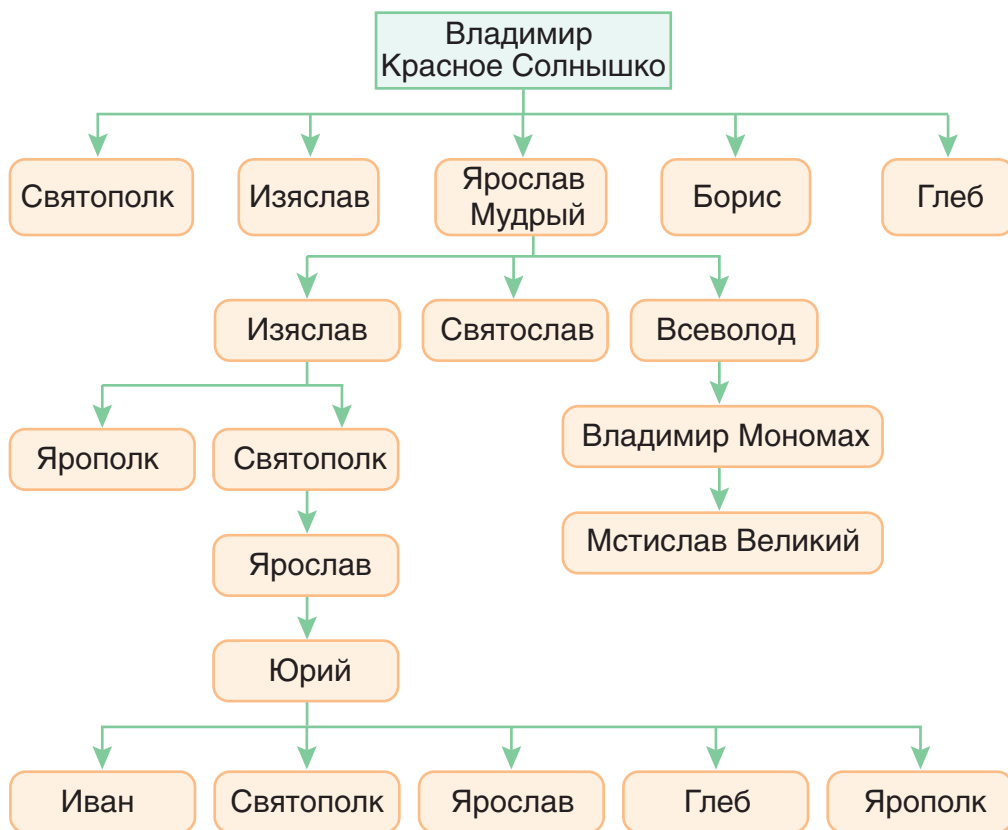 Владимир
Красное Солнышко
Святополк
Изяслав
Ярослав
Мудрый
Борис
Глеб
Изяслав
Святослав
Всеволод
Ярополк
Святополк
Владимир Мономах
Ярослав
Мстислав Великий
Юрий
Иван
Святополк
Ярослав
Глеб
Ярополк